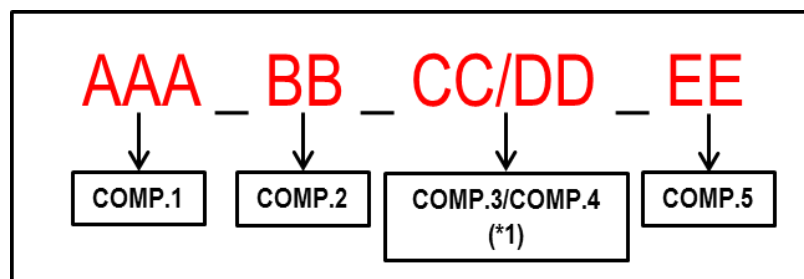 AAA _ BB _ CC/DD _ EE
COMP.1 COMP.2 COMP.3/COMP.4 COMP.5
(*1)